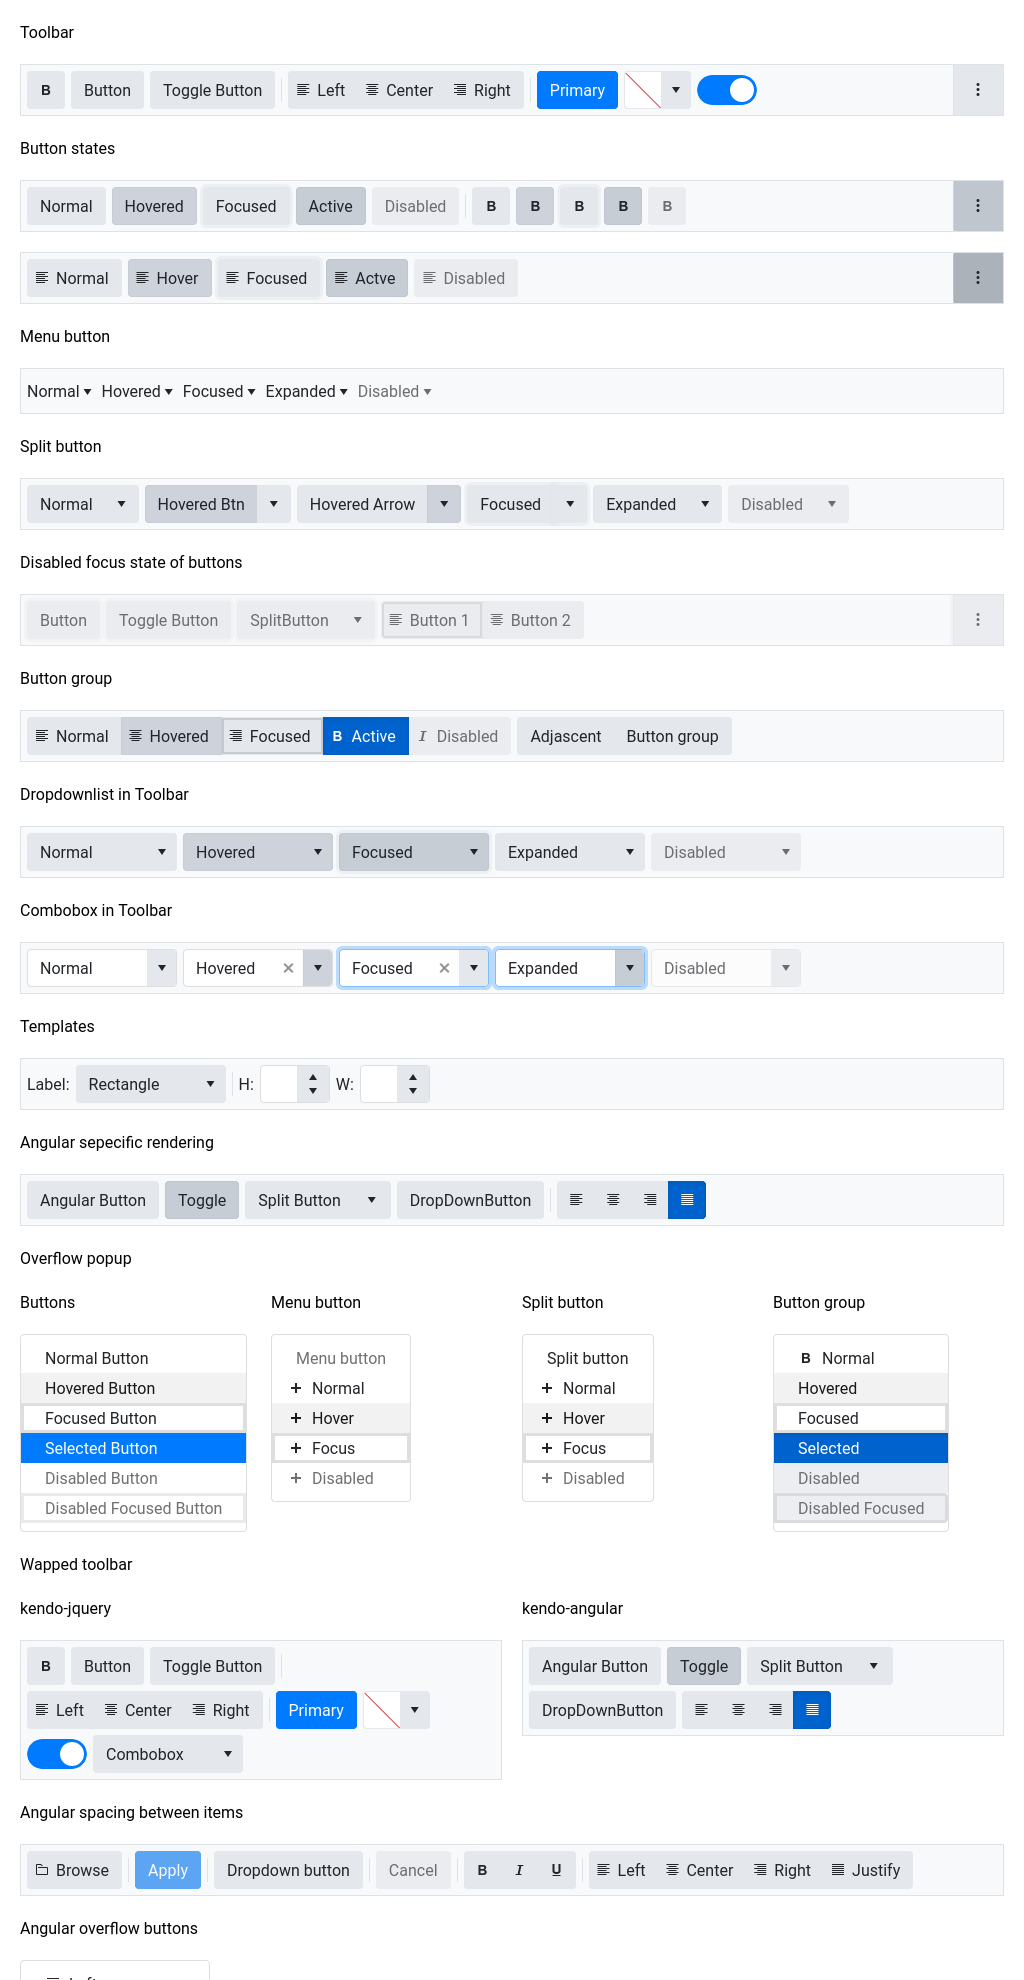 Toolbar
B Button Toggle Button Left Center Right Primary
Button states
Normal Hovered Focused Active Disabled B B B B B
Normal Hover Focused Actve Disabled
Menu button
Normal Hovered Focused Expanded Disabled
Split button
Normal Hovered Btn Hovered Arrow Focused Expanded Disabled
Disabled focus state of buttons
Button Toggle Button SplitButton Button 1 Button 2
Button group
Normal Hovered Focused B Active I Disabled Adjascent Button group
Dropdownlist in Toolbar
Normal Hovered Focused Expanded Disabled
Combobox in Toolbar
Normal Hovered Focused Expanded Disabled
Templates
Label: Rectangle H: W:
Angular sepecific rendering
Angular Button Toggle Split Button DropDownButton
Overflow popup
Buttons
Normal Button
Hovered Button
Focused Button
Selected Button
Disabled Button
Disabled Focused Button
Menu button
Menu button
Normal
Hover
Focus
Disabled
Split button
Split button
Normal
Hover
Focus
Disabled
Button group
B Normal
Hovered
Focused
Selected
Disabled
Disabled Focused
Wapped toolbar
kendo-jquery
B Button Toggle Button
Left Center Right Primary
Combobox
kendo-angular
Angular Button Toggle Split Button
DropDownButton
Angular spacing between items
Browse Apply Dropdown button Cancel B I U Left Center Right Justify
Angular overflow buttons